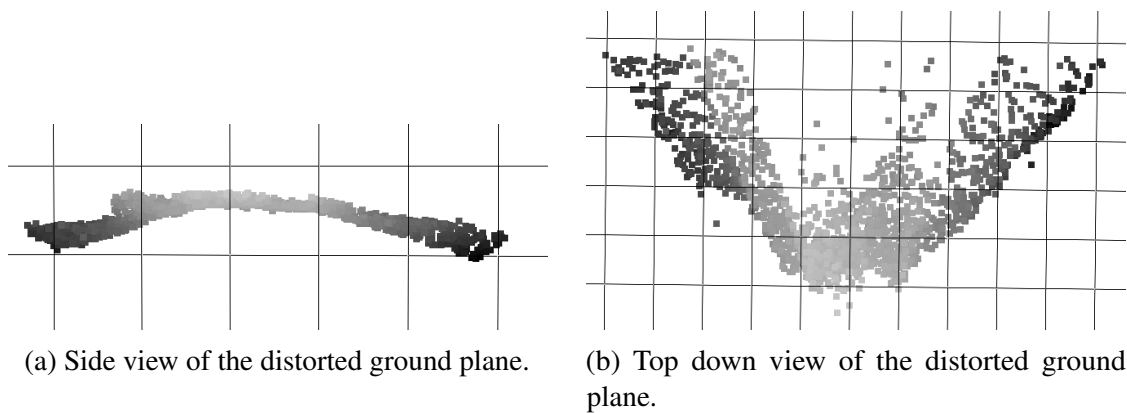 (a) Side view of the distorted ground plane.
(b) Top down view of the distorted ground
plane.